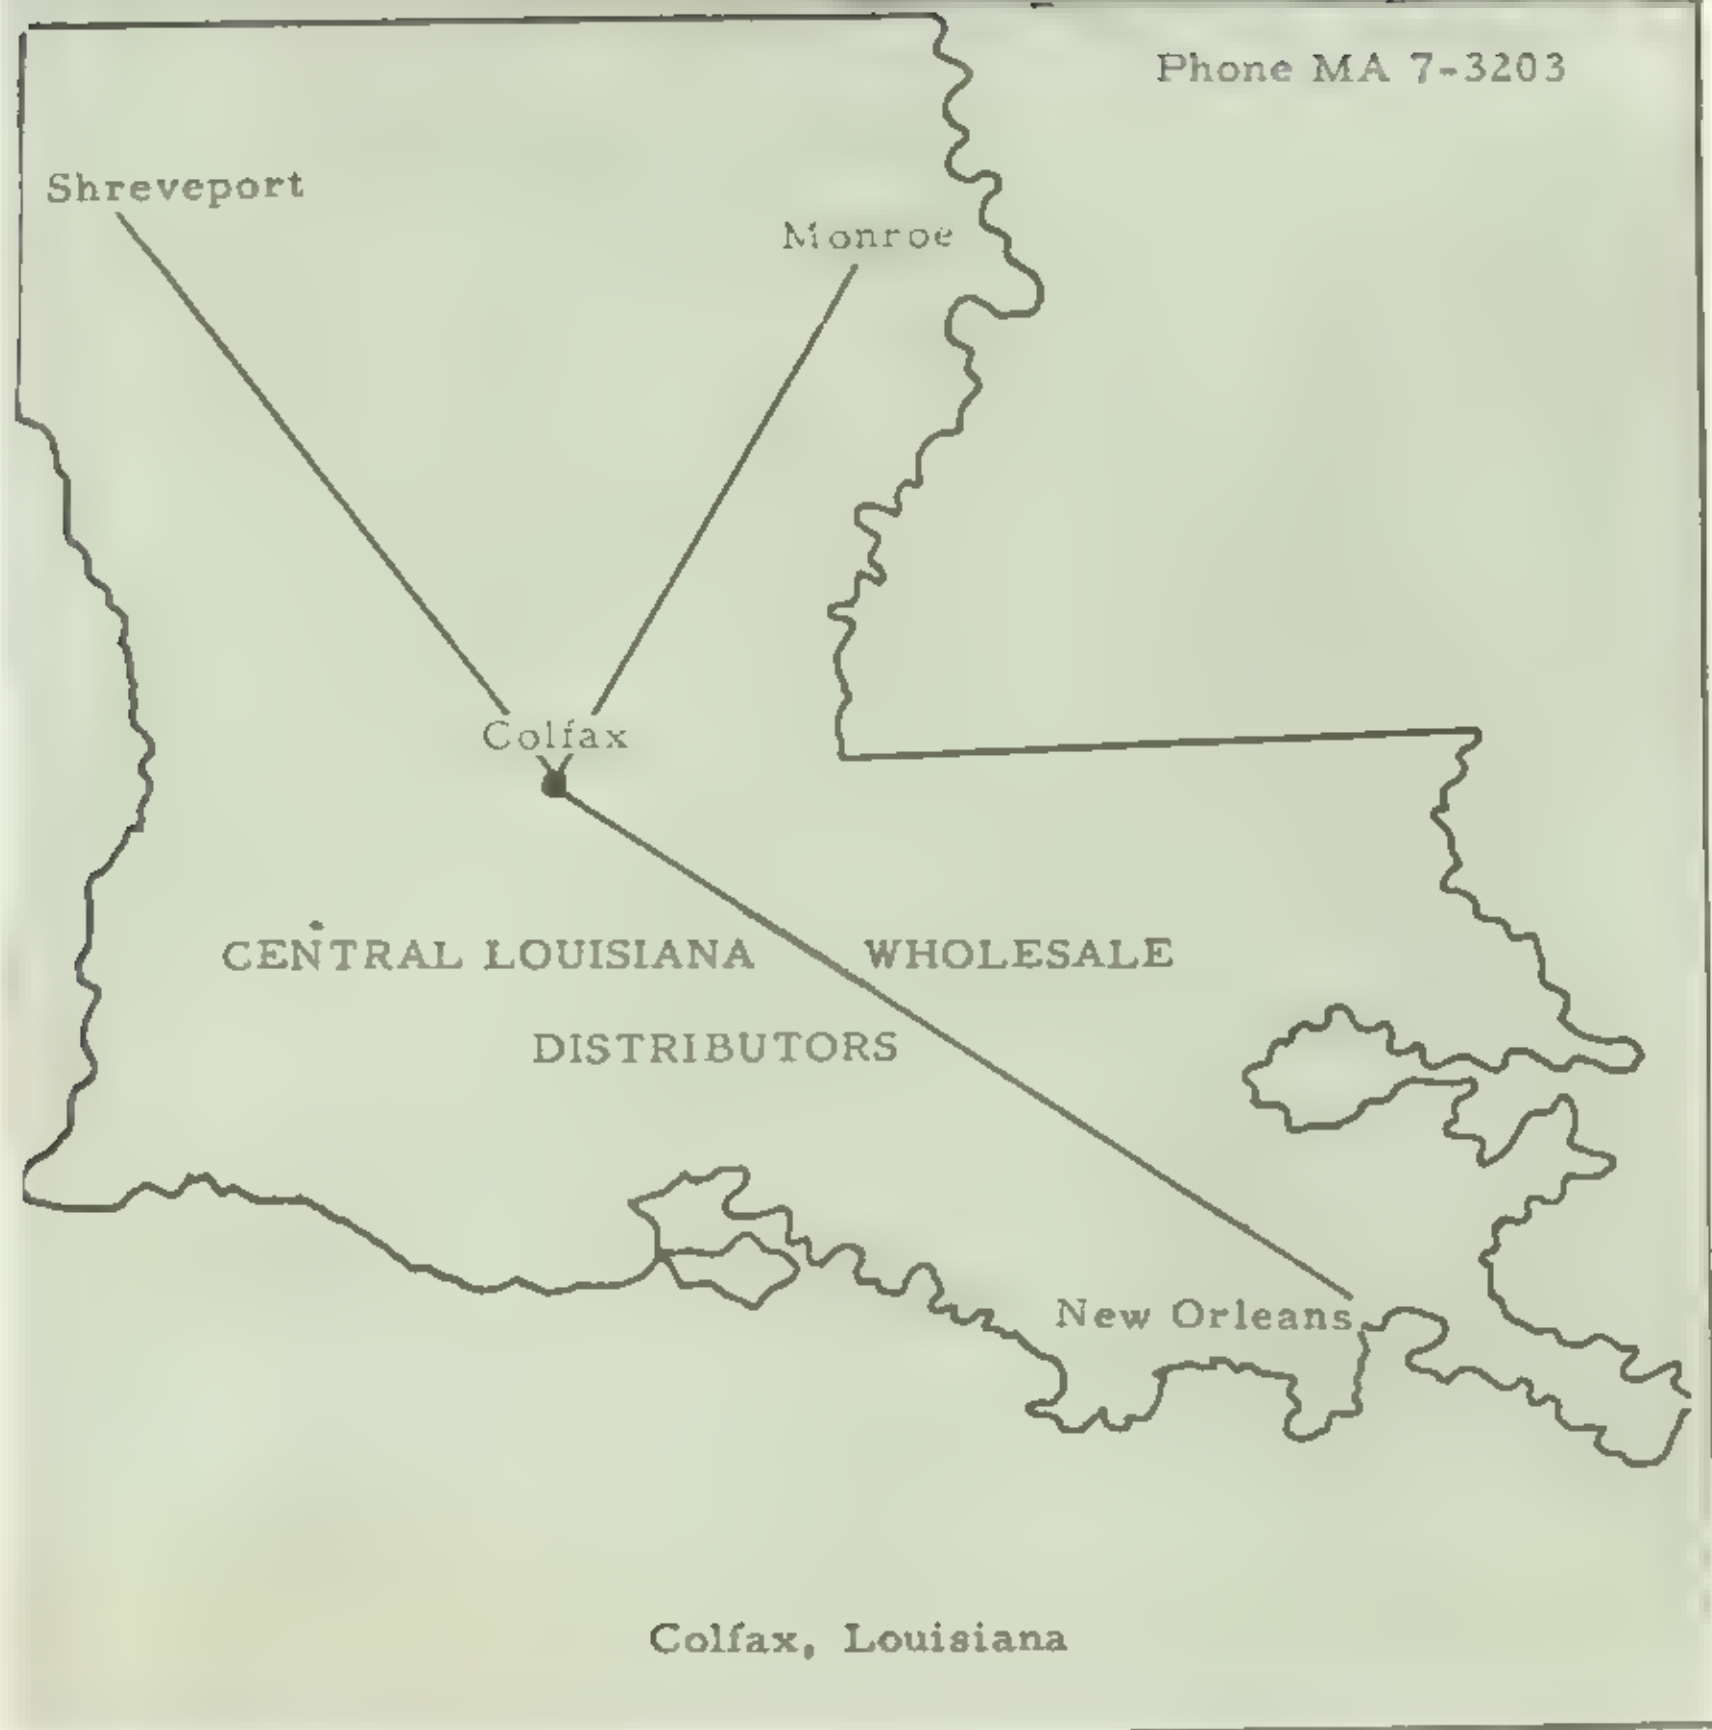 Phone MA 7-3203
Shreveport
Monroe
Colfax
CENTRAL LOUISIANA WHOLESALE
DISTRIBUTORS
New Orleans
Colfax, Louisiana